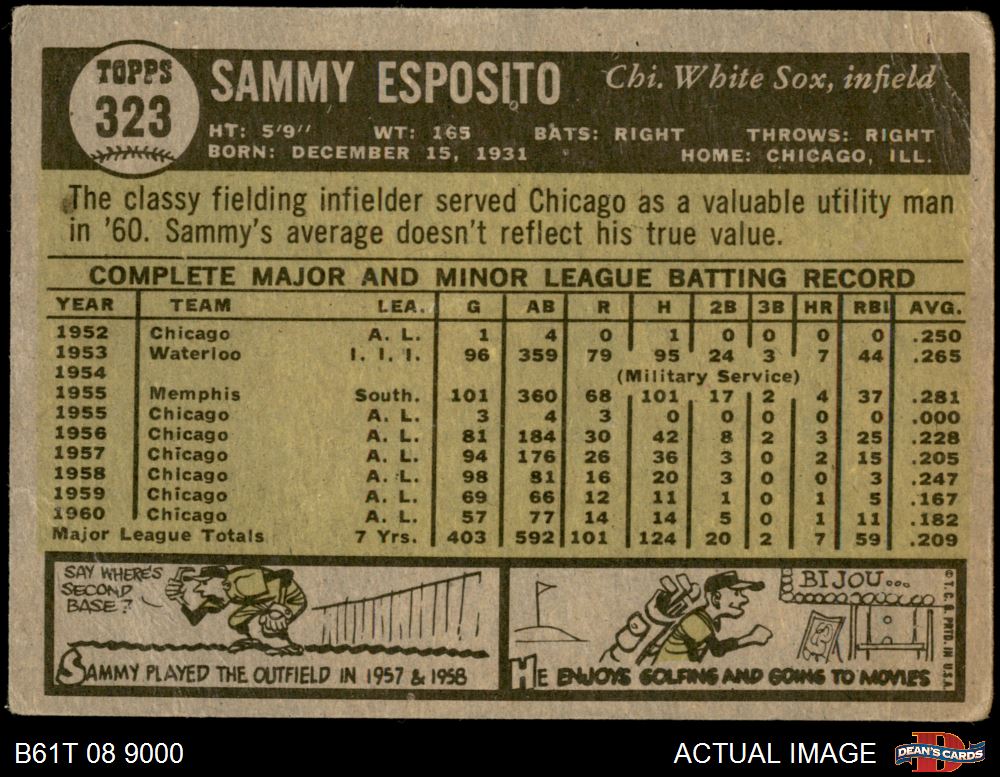 TOPPS
323
SAMMY ESPOSITO Chi. White Sox, infield
HT: 5'9" WT: 165 BATS: RIGHT THROWS: RIGHT
BORN: DECEMBER 15, 1931 HOME: CHICAGO, ILL.
The classy fielding infielder served Chicago as a valuable utility man
in '60. Sammy's average doesn't reflect his true value.
COMPLETE MAJOR AND MINOR LEAGUE BATTING RECORD
YEAR TEAM LEA. G AB R H 2B 3B HR RBI AVG.
1952 Chicago A. L. 1 4 0 1 0 0 0 0 .250
1953 Waterloo I. I. I. 96 359 79 95 24 3 7 44 .265
1954 (Military Service)
1955 Memphis South. 101 360 68 101 17 2 4 37 .281
1955 Chicago A. L. 3 4 3 0 0 0 0 0 .000
1956 Chicago A. L. 81 184 30 42 8 2 3 25 .228
1957 Chicago A. L. 94 176 26 36 3 0 2 15 .205
1958 Chicago A. L. 98 81 16 20 3 0 0 3 .247
1959 Chicago A. L. 69 66 12 11 1 0 1 5 .167
1960 Chicago A. L. 57 77 14 14 5 0 1 11 .182
Major League Totals 7 Yrs. 403 592 101 124 20 2 7 59 .209
SAY WHERE'S
SECOND
BASE?
SAMMY PLAYED THE OUTFIELD IN 1957 & 1958
BIJOU...
HE ENJOYS GOLFING AND GOING TO MOVIES
© T. C. G. PRTD. IN U.S.A.
B61T 08 9000 ACTUAL IMAGE
D
DEAN'S CARDS